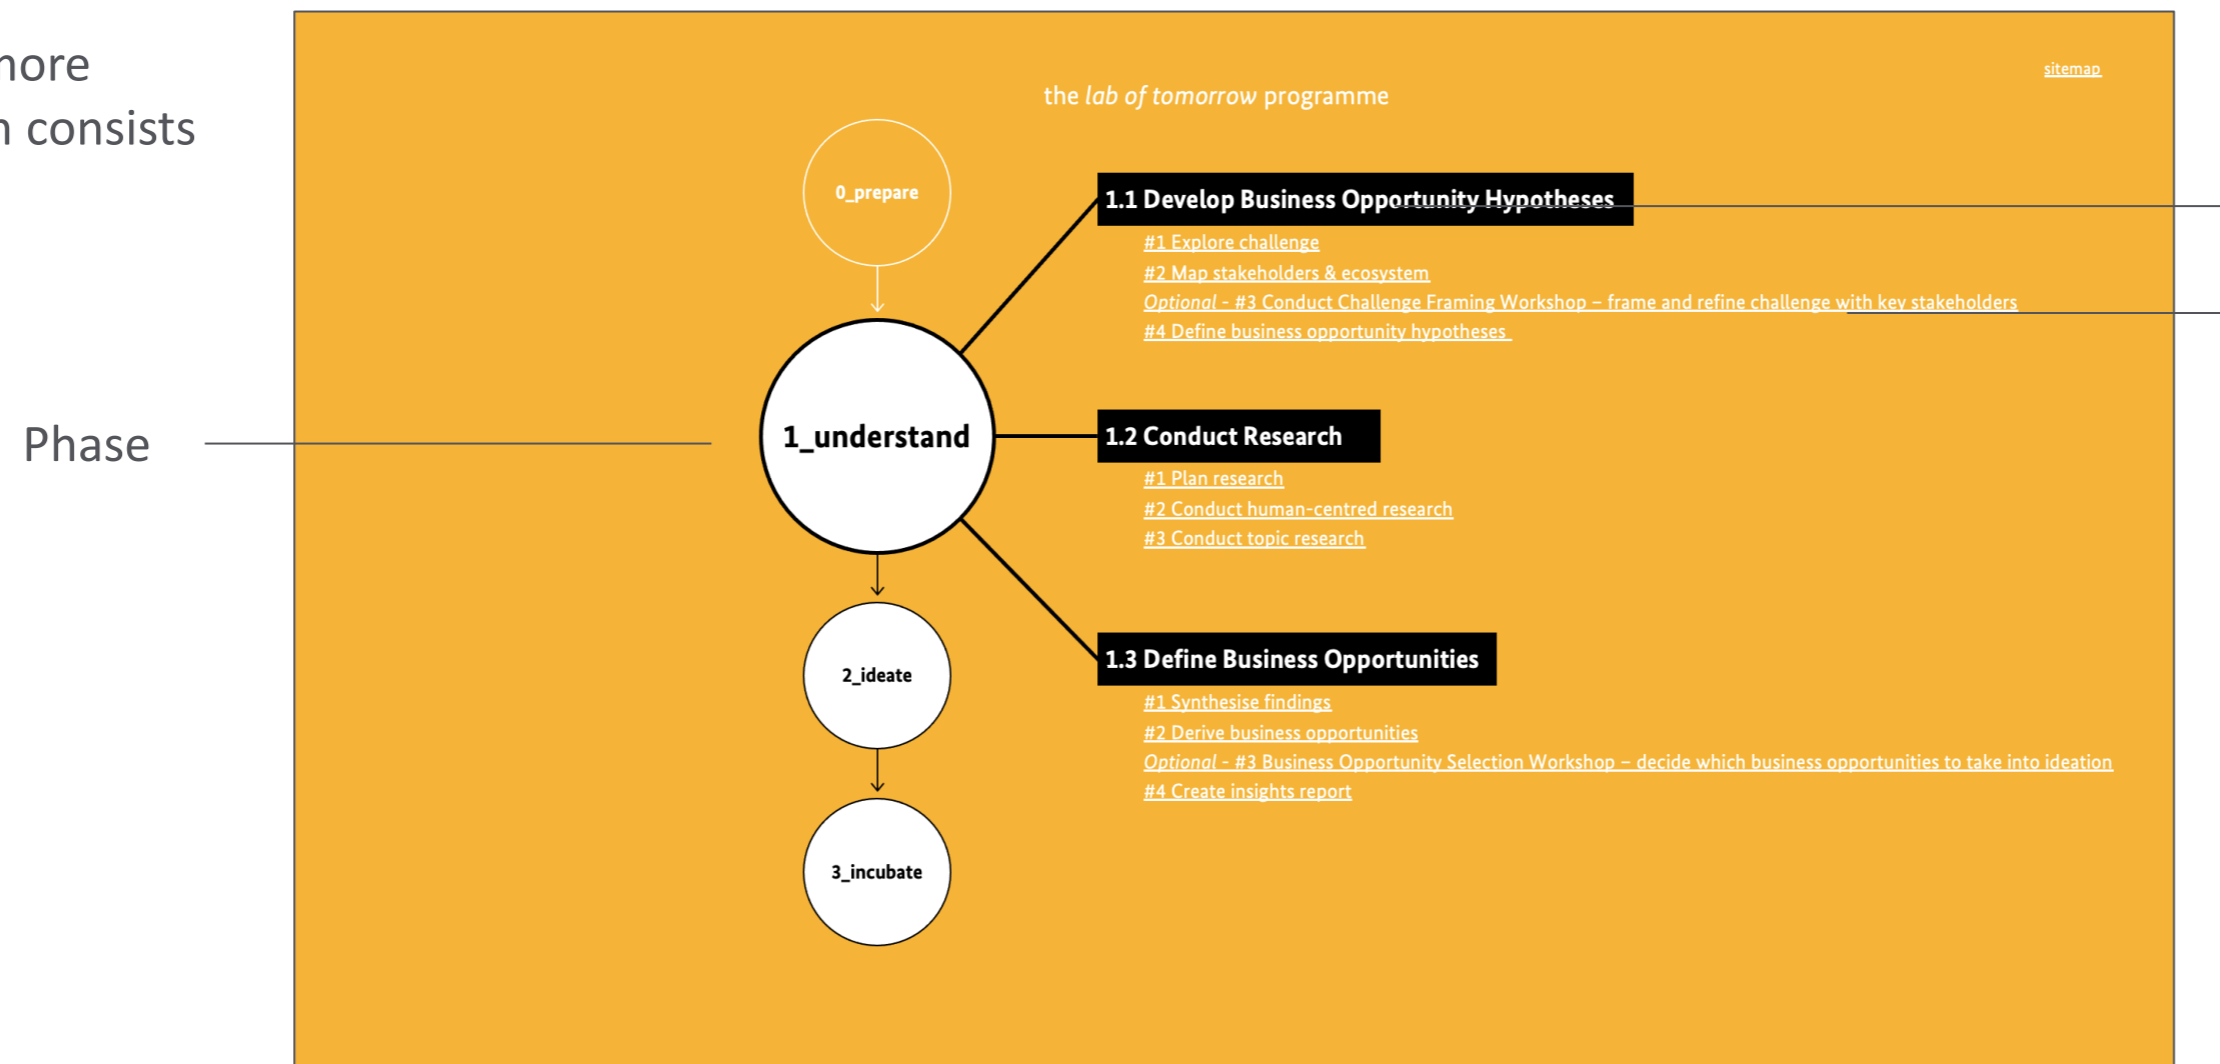 more
consists
sitemap
the lab of tomorrow programme
0_prepare
1.1 Develop Business Opportunity Hypotheses
#1 Explore challenge
#2 Map stakeholders & ecosystem
Optional - #3 Conduct Challenge Framing Workshop – frame and refine challenge with key stakeholders
#4 Define business opportunity hypotheses
Phase
1_understand
1.2 Conduct Research
#1 Plan research
#2 Conduct human-centred research
#3 Conduct topic research
1.3 Define Business Opportunities
#1 Synthesise findings
#2 Derive business opportunities
Optional - #3 Business Opportunity Selection Workshop – decide which business opportunities to take into ideation
#4 Create insights report
2_ideate
3_incubate